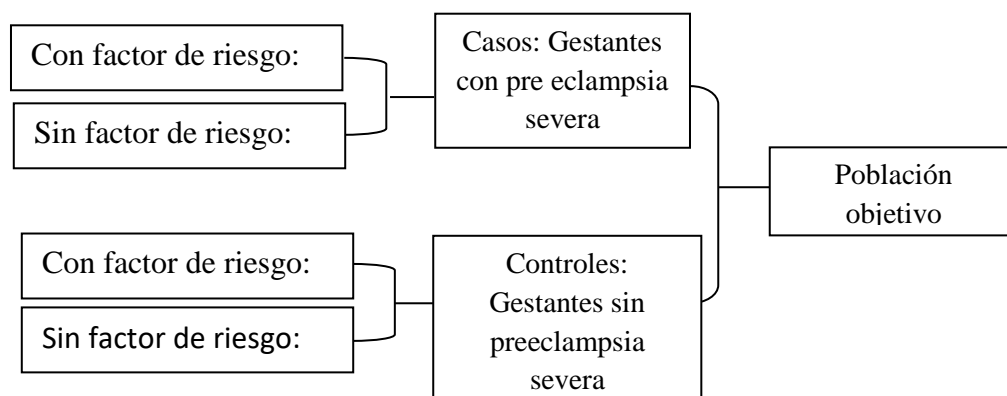 Con factor de riesgo:
Sin factor de riesgo:
Casos: Gestantes
con pre eclampsia
severa
Población
objetivo
Con factor de riesgo:
Sin factor de riesgo:
Controles:
Gestantes sin
preeclampsia
severa